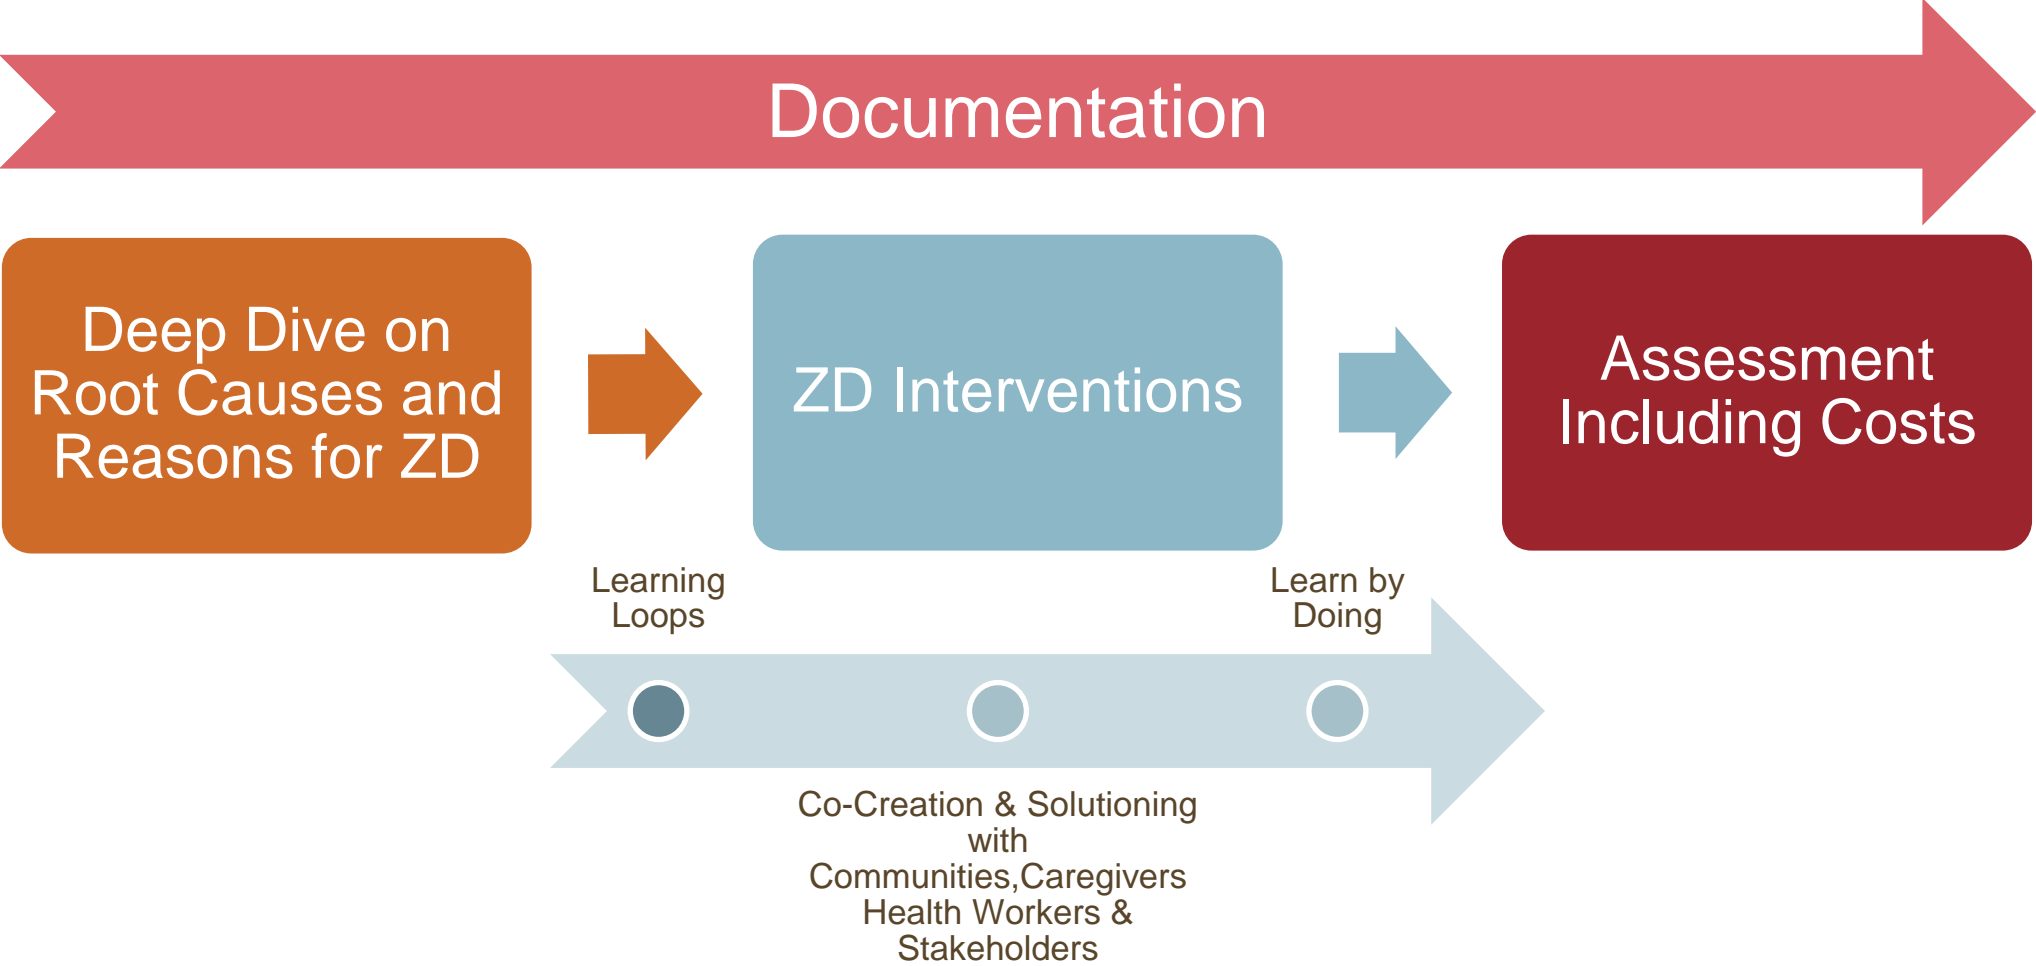 Documentation
Deep Dive on
Root Causes and
Reasons for ZD
ZD Interventions
Assessment
Including Costs
Learning
Loops
Learn by
Doing
Co-Creation & Solutioning
with
Communities,Caregivers
Health Workers &
Stakeholders